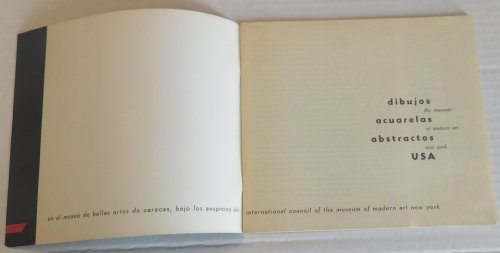 dibujos
the museum
acuarelas
of modern art
abstractos
new york
USA
en el museo de bellas artes de caracas, bajo los auspicios del international council of the museum of modern art new york